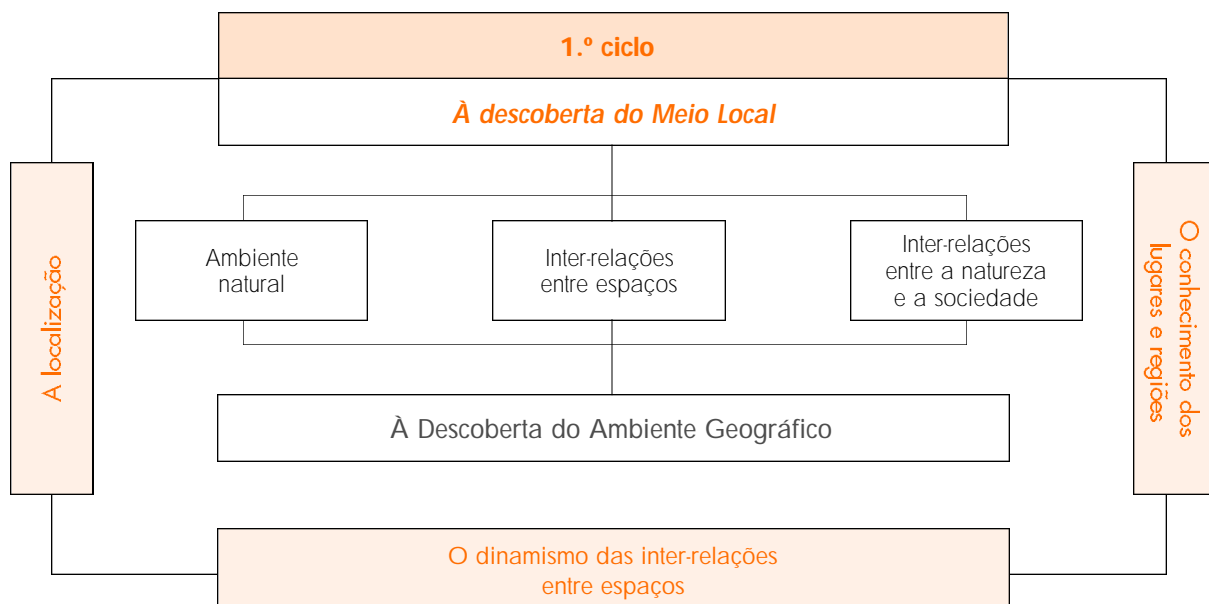 1.º ciclo
À descoberta do Meio Local
A localização
Ambiente
natural
Inter-relações
entre espaços
Inter-relações
entre a natureza
e a sociedade
O conhecimento dos
lugares e regiões
À Descoberta do Ambiente Geográfico
O dinamismo das inter-relações
entre espaços